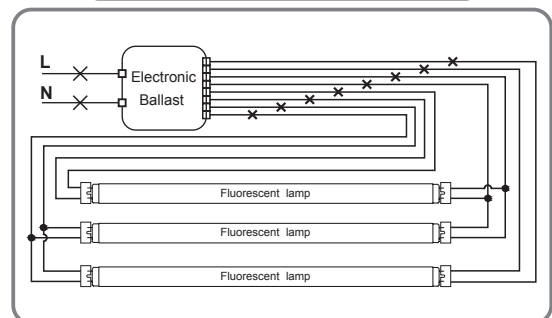 L
N
Electronic
Ballast
Fluorescent lamp
Fluorescent lamp
Fluorescent lamp